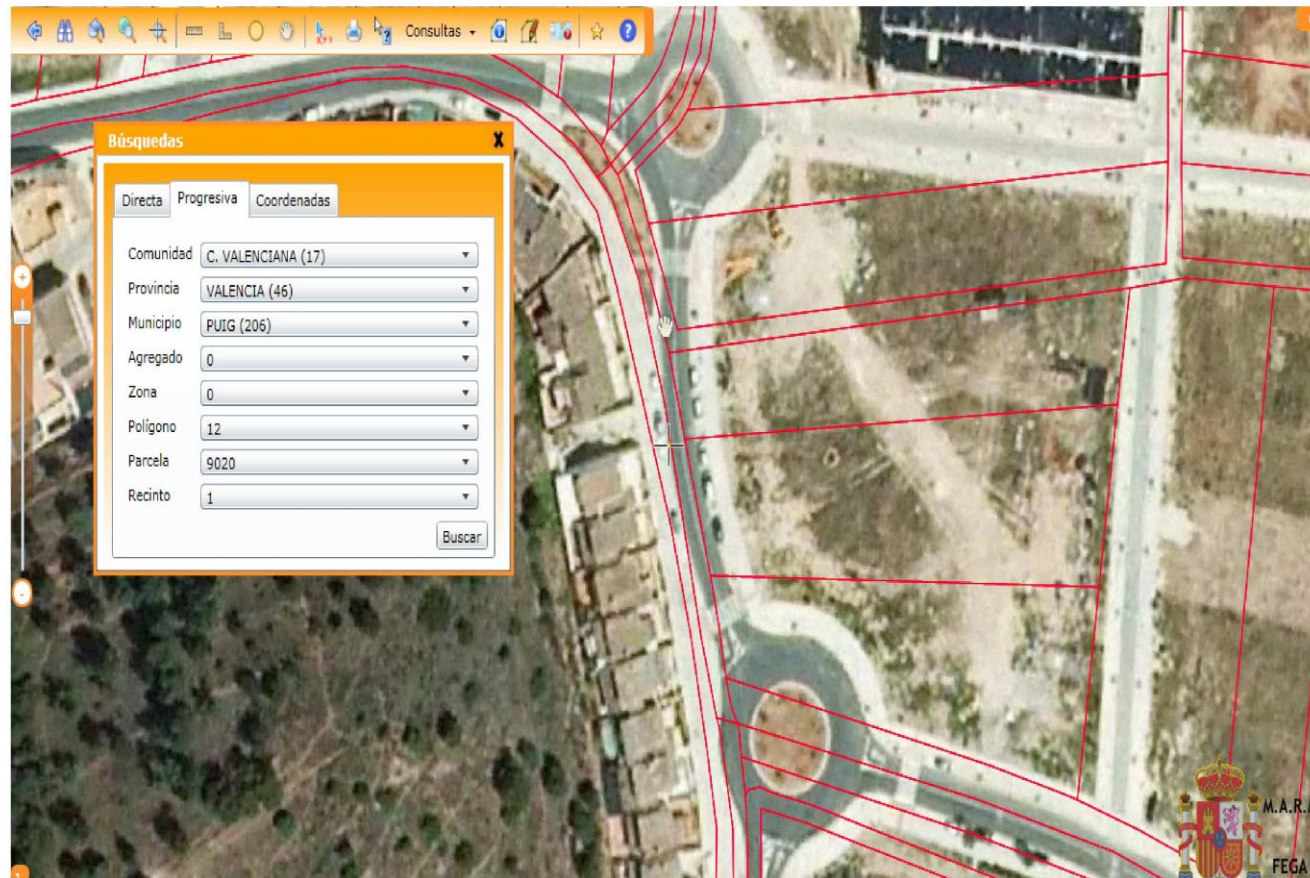 Consultas
Búsquedas X
Directa Progresiva Coordenadas
Comunidad C. VALENCIANA (17)
Provincia VALENCIA (46)
Municipio PUIG (206)
Agregado 0
Zona 0
Polígono 12
Parcela 9020
Recinto 1
Buscar
M.A.R.
FEGA